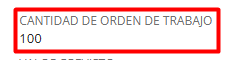 CANTIDAD DE ORDEN DE TRABAJO
100